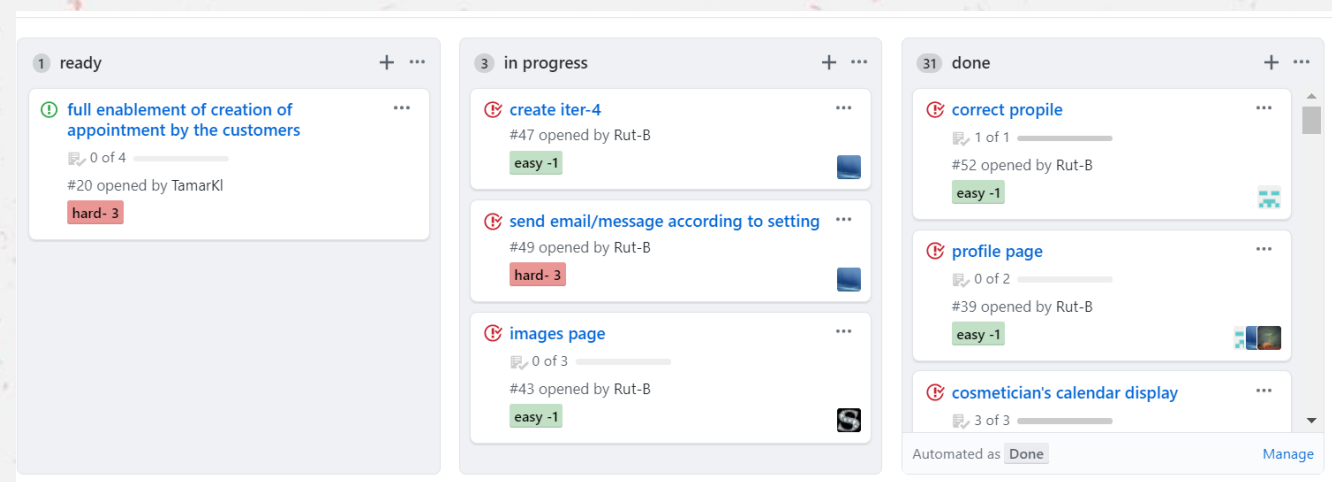 1 ready
full enablement of creation of
appointment by the customers
0 of 4
#20 opened by TamarKl
hard- 3
3 in progress
create iter-4
#47 opened by Rut-B
easy -1
send email/message according to setting
#49 opened by Rut-B
hard- 3
images page
0 of 3
#43 opened by Rut-B
easy -1
S
31 done
correct propile
1 of 1
#52 opened by Rut-B
easy -1
profile page
0 of 2
#39 opened by Rut-B
easy -1
cosmetician's calendar display
3 of 3
Automated as Done
Manage